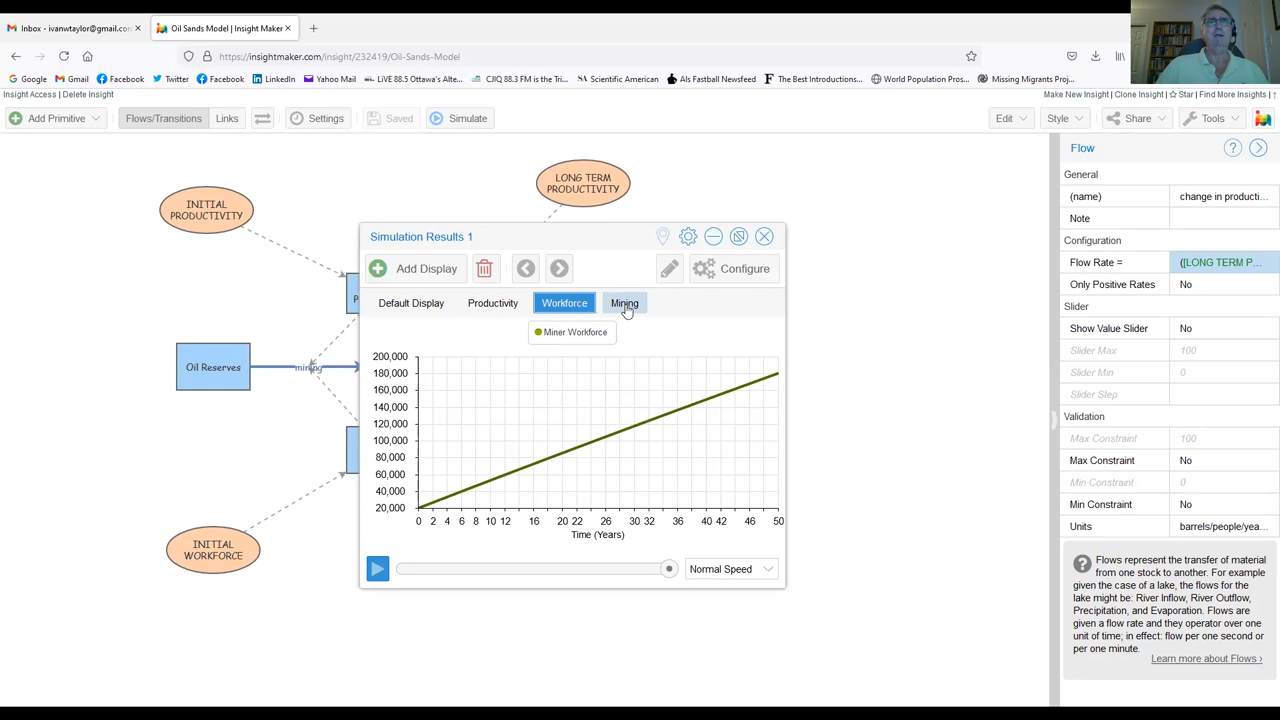 Inbox - ivanwtaylor@gmail.co
Oil Sands Model | Insight Maker
https://insightmaker.com/insight/232419/Oil-Sands-Model
Google
Gmail
Facebook
Twitter
Facebook
LinkedIn
Yahoo Mail
LiVE 88.5 Ottawa's Alte...
CJIQ 88.3 FM is the Tri...
Scientific American
Als Fastball Newsfeed
The Best Introductions...
World Population Pros...
Missing Migrants Proj...
Insight Access | Delete Insight
Make New Insight | Clone Insight | Star | Find More Insights |
Add Primitive
Flows/Transitions
Links
Settings
Saved
Simulate
Edit
Style
Share
Tools
INITIAL
PRODUCTIVITY
LONG TERM
PRODUCTIVITY
P
Oil Reserves
mining
INITIAL
WORKFORCE
Simulation Results 1
Add Display
Configure
Default Display
Productivity
Workforce
Mining
Miner Workforce
200,000
180,000
160,000
140,000
120,000
100,000
80,000
60,000
40,000
20,000
0 2 4 6 8 10 12 16 20 22 26 30 32 36 40 42 46 50
Time (Years)
Normal Speed
Flow
General
(name) change in producti...
Note
Configuration
Flow Rate = ([LONG TERM P...
Only Positive Rates No
Slider
Show Value Slider No
Slider Max 100
Slider Min 0
Slider Step
Validation
Max Constraint 100
Max Constraint No
Min Constraint 0
Min Constraint No
Units barrels/people/yea...
Flows represent the transfer of material
from one stock to another. For example
given the case of a lake, the flows for the
lake might be: River Inflow, River Outflow,
Precipitation, and Evaporation. Flows are
given a flow rate and they operator over one
unit of time; in effect: flow per one second or
per one minute.
Learn more about Flows ›